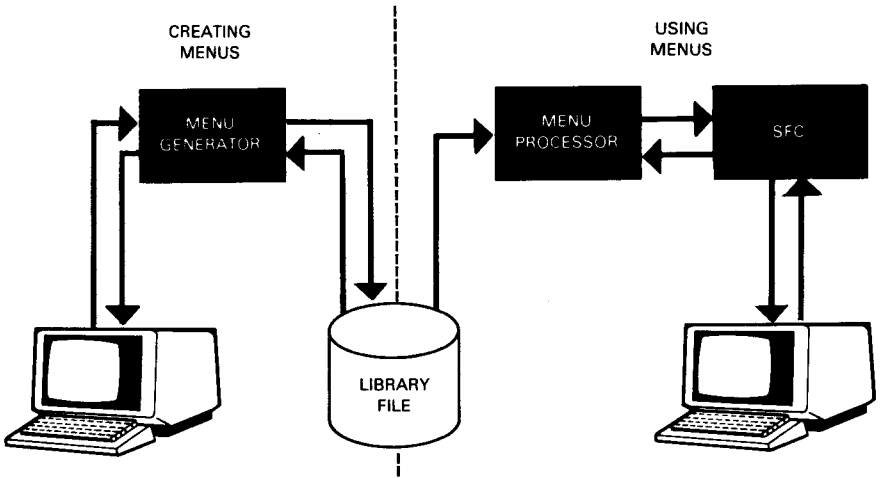 CREATING
MENUS
USING
MENUS
MENU
GENERATOR
MENU
PROCESSOR
SFC
LIBRARY
FILE